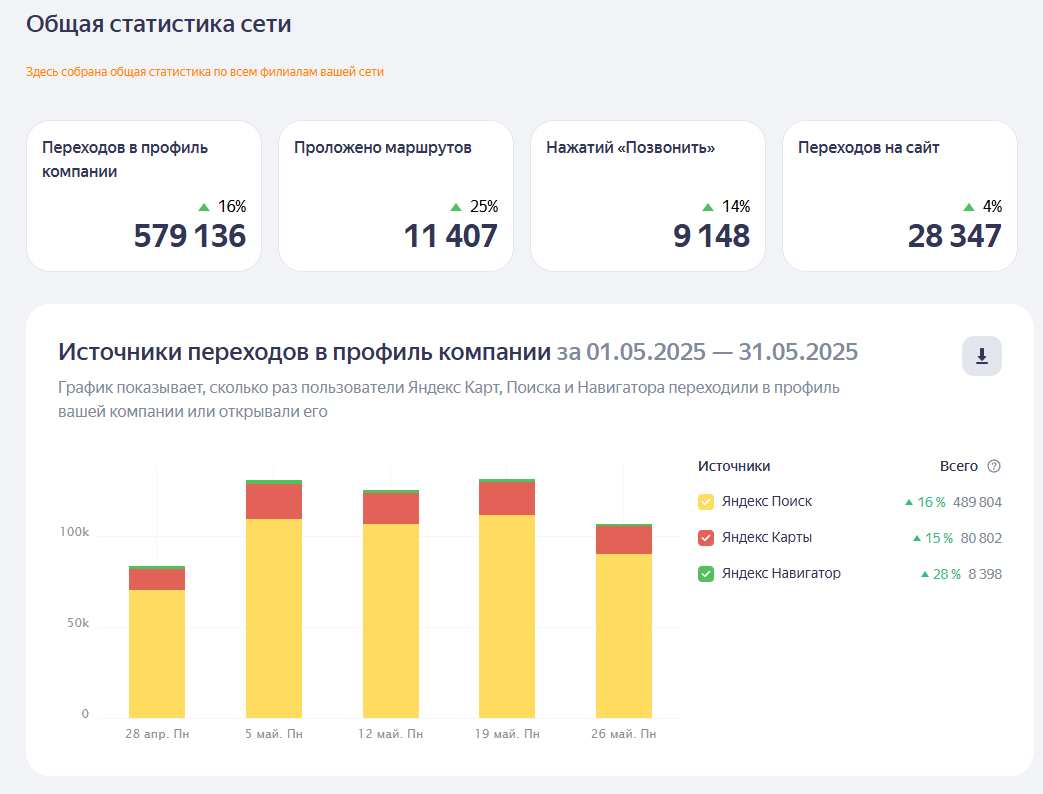 Общая статистика сети
Здесь собрана общая статистика по всем филиалам вашей сети
Переходов в профиль
компании
16%
579 136
Проложено маршрутов
25%
11 407
Нажатий «Позвонить»
14%
9 148
Переходов на сайт
4%
28 347
Источники переходов в профиль компании за 01.05.2025 — 31.05.2025
График показывает, сколько раз пользователи Яндекс Карт, Поиска и Навигатора переходили в профиль
вашей компании или открывали его
100k
50k
0
28 апр. Пн
5 май. Пн
12 май. Пн
19 май. Пн
26 май. Пн
Источники
Всего ?
Яндекс Поиск 16 % 489 804
Яндекс Карты 15 % 80 802
Яндекс Навигатор 28 % 8 398